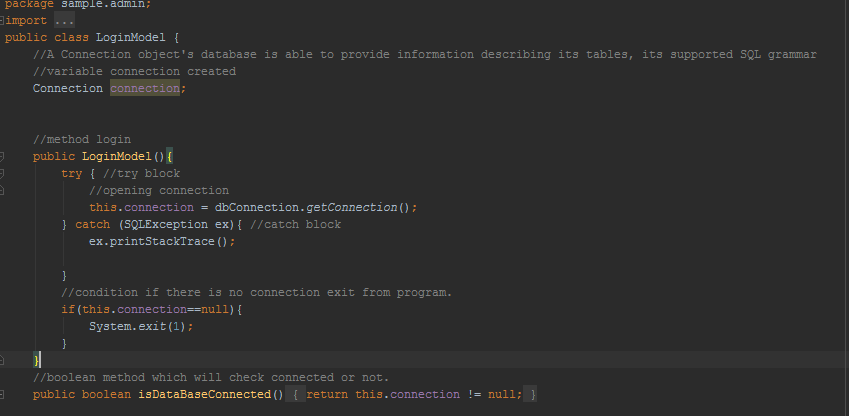 package sample.admin;
import ...
public class LoginModel {
//A Connection object's database is able to provide information describing its tables, its supported SQL grammar
//variable connection created
Connection connection;
//method login
public LoginModel(){
try { //try block
//opening connection
this.connection = dbConnection.getConnection();
} catch (SQLException ex){ //catch block
ex.printStackTrace();
}
//condition if there is no connection exit from program.
if(this.connection==null){
System.exit(1);
}
}
//boolean method which will check connected or not.
public boolean isDataBaseConnected() { return this.connection != null; }